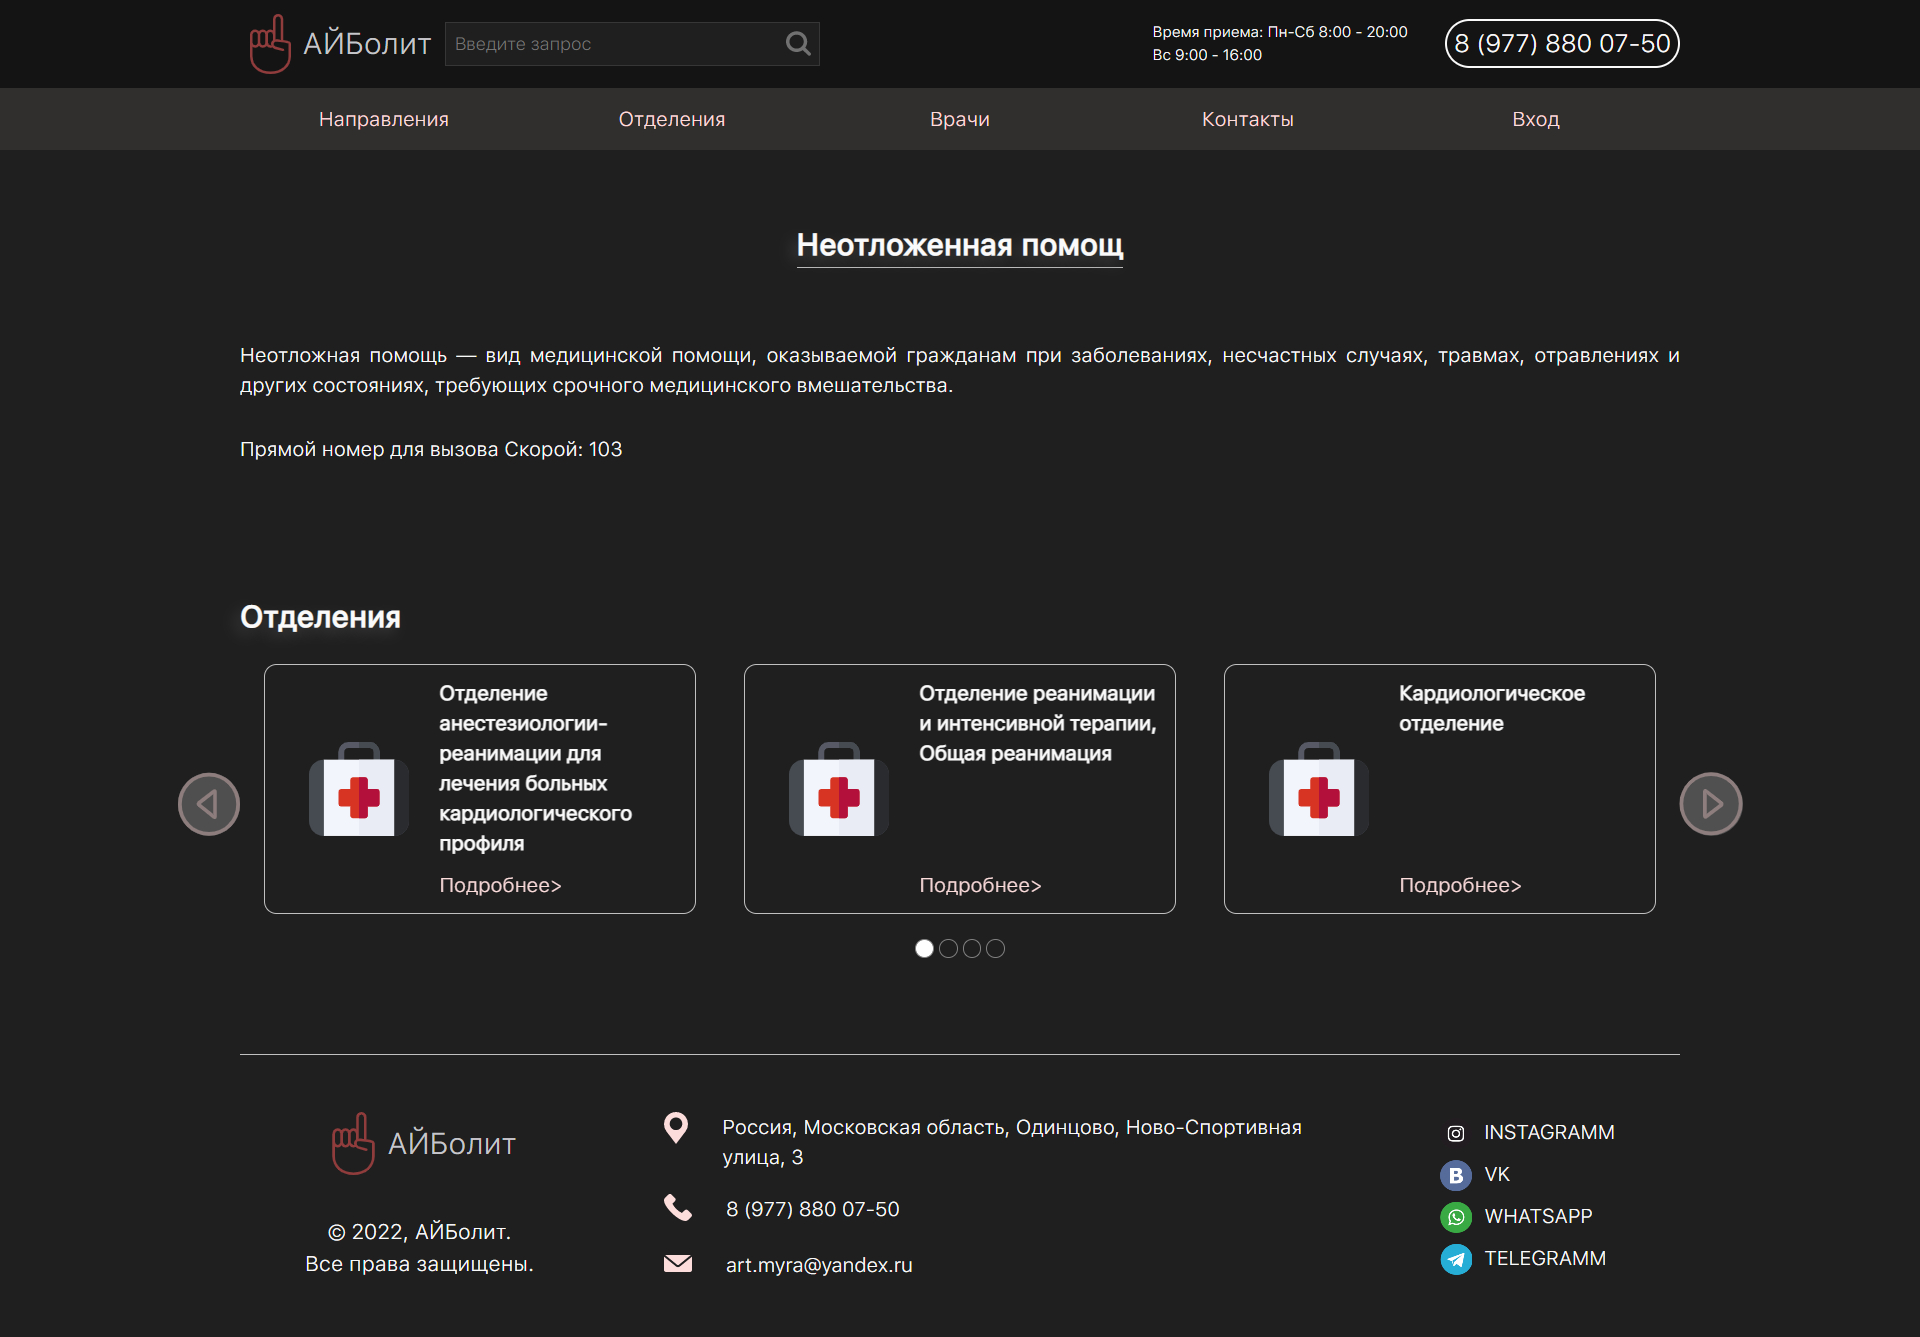 АЙБолит
Введите запрос
Время приема: Пн-Сб 8:00 - 20:00
Вс 9:00 - 16:00
8 (977) 880 07-50
Направления
Отделения
Врачи
Контакты
Вход
Неотложенная помощ
Неотложная помощь — вид медицинской помощи, оказываемой гражданам при заболеваниях, несчастных случаях, травмах, отравлениях и
других состояниях, требующих срочного медицинского вмешательства.
Прямой номер для вызова Скорой: 103
Отделения
Отделение
анестезиологии-
реанимации для
лечения больных
кардиологического
профиля
Подробнее>
Отделение реанимации
и интенсивной терапии,
Общая реанимация
Подробнее>
Кардиологическое
отделение
Подробнее>
АЙБолит
© 2022, АЙБолит.
Все права защищены.
Россия, Московская область, Одинцово, Ново-Спортивная
улица, 3
8 (977) 880 07-50
art.myra@yandex.ru
INSTAGRAMM
VK
WHATSAPP
TELEGRAMM